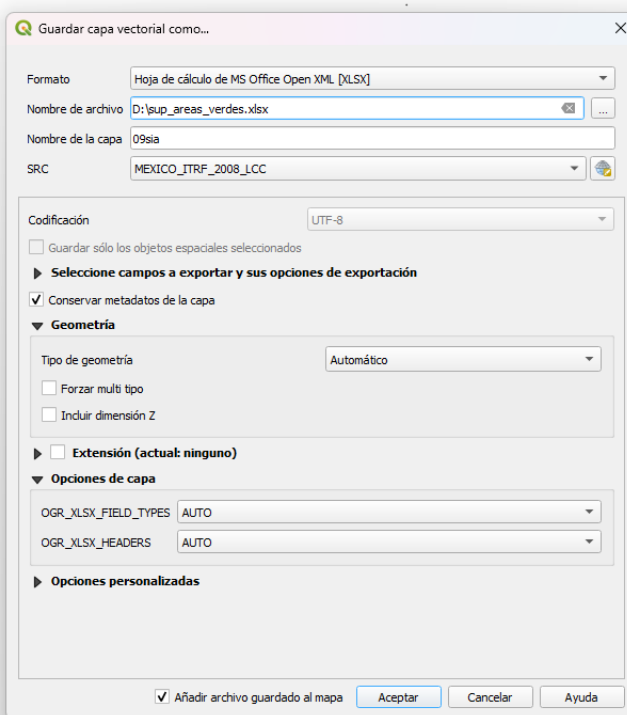 Guardar capa vectorial como...
Formato Hoja de cálculo de MS Office Open XML [XLSX]
Nombre de archivo D:\sup_areas_verdes.xlsx ...
Nombre de la capa 09sia
SRC MEXICO_ITRF_2008_LCC
Codificación UTF-8
Guardar sólo los objetos espaciales seleccionados
Seleccione campos a exportar y sus opciones de exportación
Conservar metadatos de la capa
Geometría
Tipo de geometría Automático
Forzar multi tipo
Incluir dimensión Z
Extensión (actual: ninguno)
Opciones de capa
OGR_XLSX_FIELD_TYPES AUTO
OGR_XLSX_HEADERS AUTO
Opciones personalizadas
Añadir archivo guardado al mapa Aceptar Cancelar Ayuda